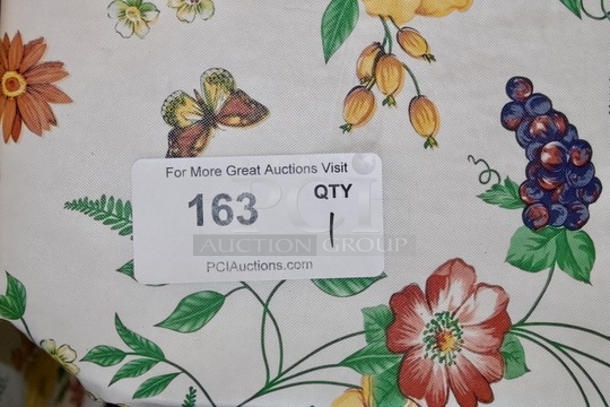 For More Great Auctions Visit
QTY
163
1
PCI
AUCTION GROUP
PCIAuctions.com